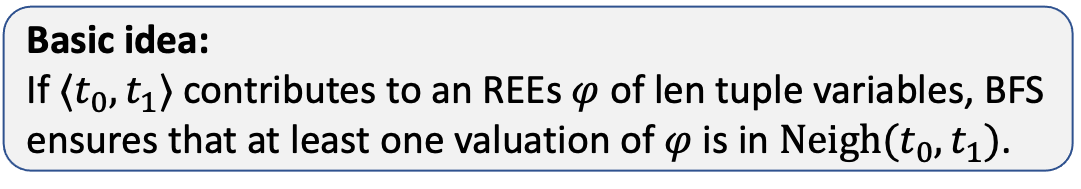 Basic idea:
If ⟨t₀, t₁⟩ contributes to an REEs φ of len tuple variables, BFS
ensures that at least one valuation of φ is in Neigh(t₀, t₁).